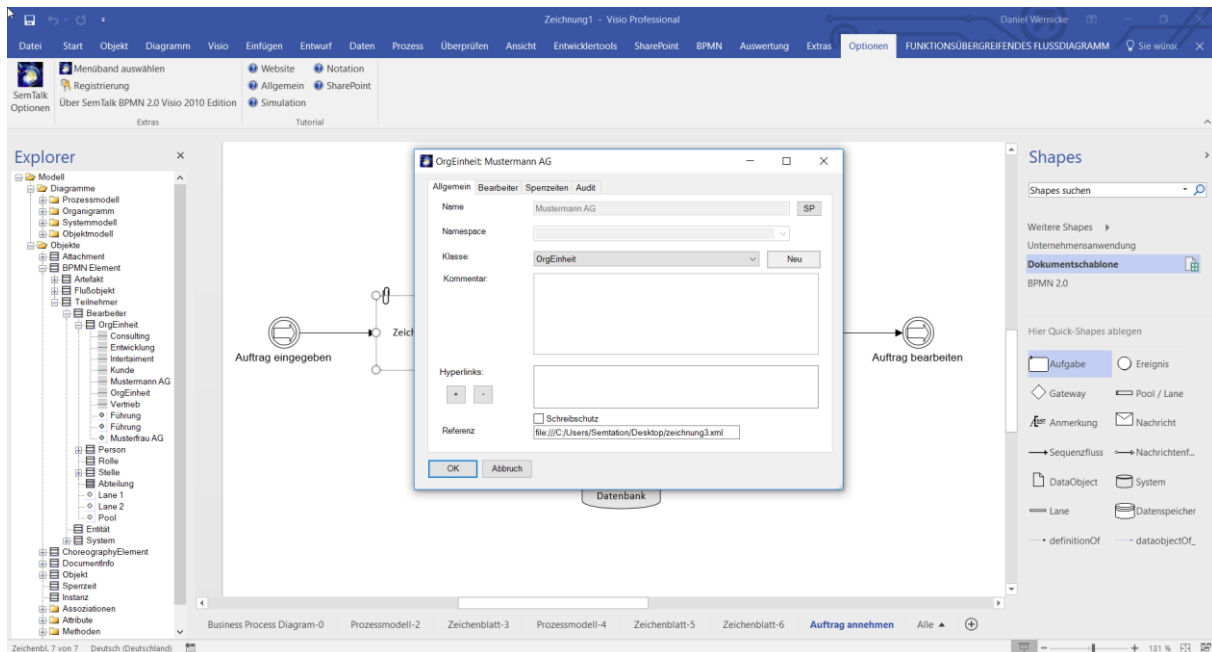 Zeichnung1 - Visio Professional
Daniel Wernicke
Datei Start Objekt Diagramm Visio Einfügen Entwurf Daten Prozess Überprüfen Ansicht Entwicklertools SharePoint BPMN Auswertung Extras Optionen FUNKTIONSÜBERGREIFENDES FLUSSDIAGRAMM Sie wünsc
SemTalk
Optionen
Menüband auswählen
Registrierung
Über SemTalk BPMN 2.0 Visio 2010 Edition
Extras
Website Notation
Allgemein SharePoint
Simulation
Tutorial
Explorer
Modell
Diagramme
Prozessmodell
Organigramm
Systemmodell
Objektmodell
Objekte
Attachment
BPMN Element
Artefakt
Flußobjekt
Teilnehmer
Bearbeiter
OrgEinheit
Consulting
Entwicklung
Intertaiment
Kunde
Mustermann AG
OrgEinheit
Vertrieb
Führung
Führung
Musterfrau AG
Person
Rolle
Stelle
Abteilung
Lane 1
Lane 2
Pool
Entität
System
ChoreographyElement
DocumentInfo
Objekt
Sperrzeit
Instanz
Assoziationen
Attribute
Methoden
Auftrag eingegeben
Zeich
OrgEinheit: Mustermann AG
Allgemein Bearbeiter Sperrzeiten Audit
Name Mustermann AG SP
Namespace
Klasse: OrgEinheit Neu
Kommentar:
Hyperlinks:
+ -
Schreibschutz
Referenz file:///C:/Users/Semtation/Desktop/zeichnung3.xml
OK Abbruch
Datenbank
Auftrag bearbeiten
Shapes
Shapes suchen
Weitere Shapes
Unternehmensanwendung
Dokumentschablone
BPMN 2.0
Hier Quick-Shapes ablegen
Aufgabe Ereignis
Gateway Pool / Lane
Anmerkung Nachricht
Sequenzfluss Nachrichtenf...
DataObject System
Lane Datenspeicher
definitionOf dataobjectOf_
Business Process Diagram-0 Prozessmodell-2 Zeichenblatt-3 Prozessmodell-4 Zeichenblatt-5 Zeichenblatt-6 Auftrag annehmen Alle
Zeichenbl. 7 von 7 Deutsch (Deutschland) 131 %